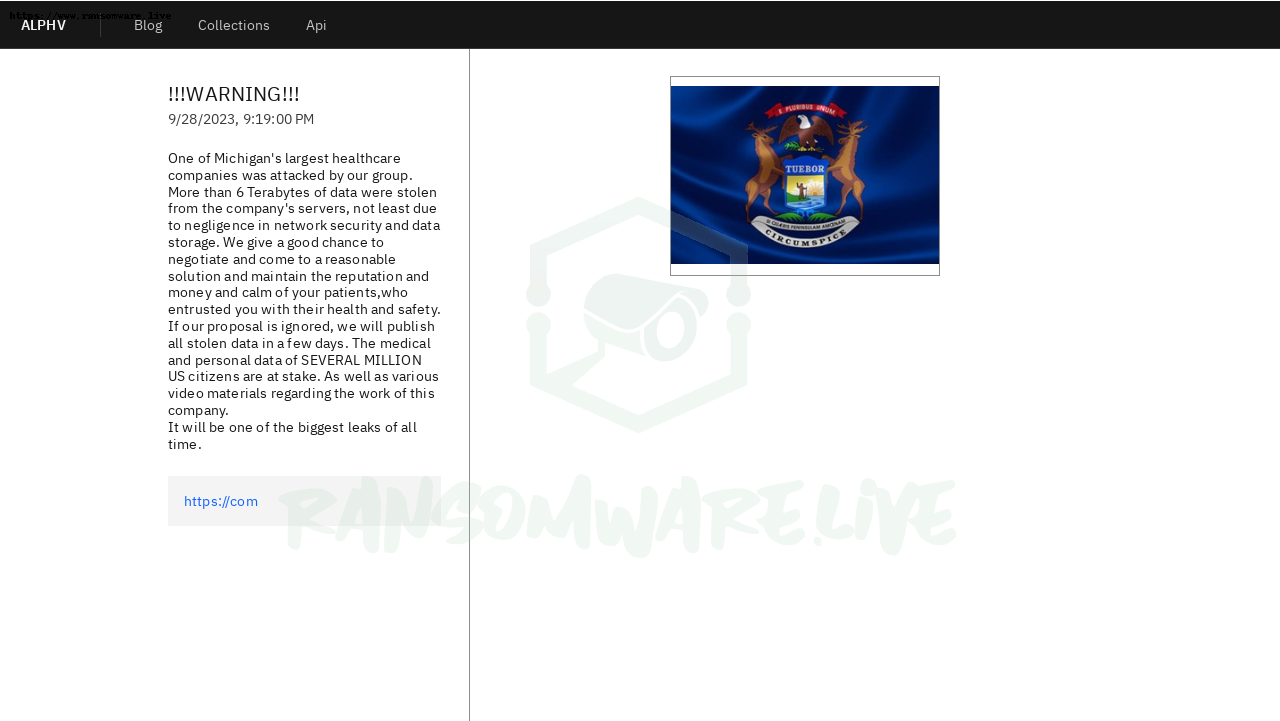 https://www.ransomware.live
ALPHV
Blog
Collections
Api
!!!WARNING!!!
9/28/2023, 9:19:00 PM
One of Michigan's largest healthcare
companies was attacked by our group.
More than 6 Terabytes of data were stolen
from the company's servers, not least due
to negligence in network security and data
storage. We give a good chance to
negotiate and come to a reasonable
solution and maintain the reputation and
money and calm of your patients,who
entrusted you with their health and safety.
If our proposal is ignored, we will publish
all stolen data in a few days. The medical
and personal data of SEVERAL MILLION
US citizens are at stake. As well as various
video materials regarding the work of this
company.
It will be one of the biggest leaks of all
time.
https://com
E PLURIBUS UNUM
TUEBOR
CIRCUMSPICE
RANSOMWARE.LIVE